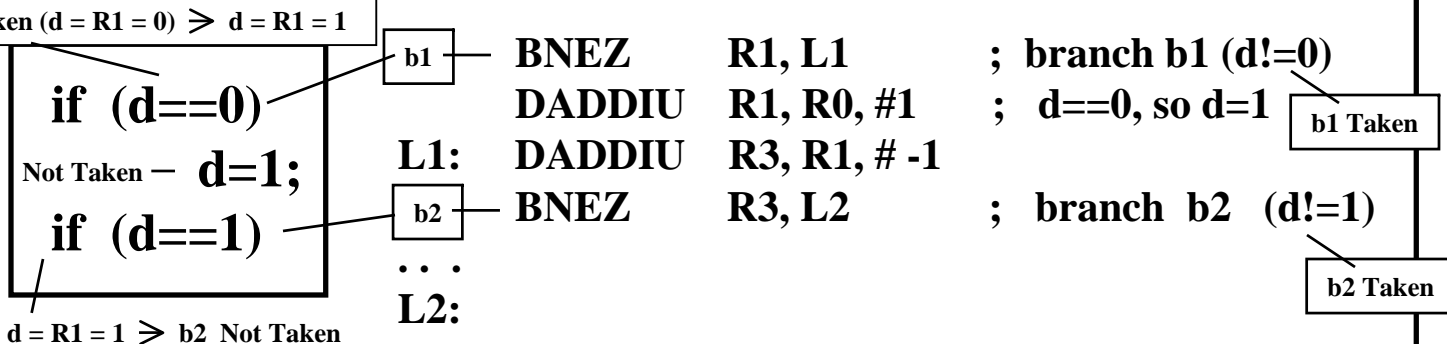 (d = R1 = 0) ⇒ d = R1 = 1
if (d==0)
Not Taken — d=1;
if (d==1)
d = R1 = 1 ⇒ b2 Not Taken
b1
BNEZ R1, L1 ; branch b1 (d!=0)
DADDIU R1, R0, #1 ; d==0, so d=1
b1 Taken
L1: DADDIU R3, R1, # -1
b2
BNEZ R3, L2 ; branch b2 (d!=1)
. . .
b2 Taken
L2: